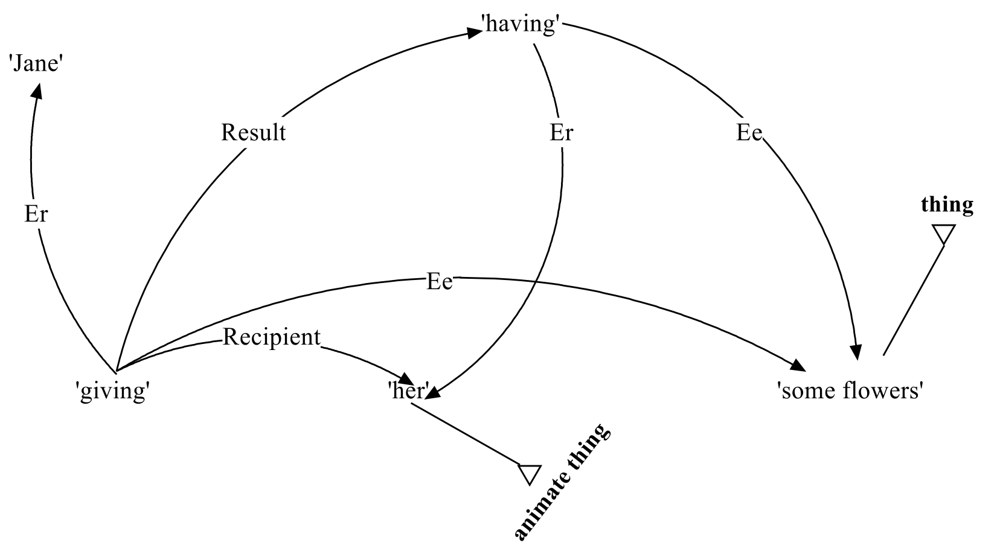 'having'
'Jane'
Result
Er
Ee
thing
Er
Ee
Recipient
'giving'
'her'
'some flowers'
animate thing